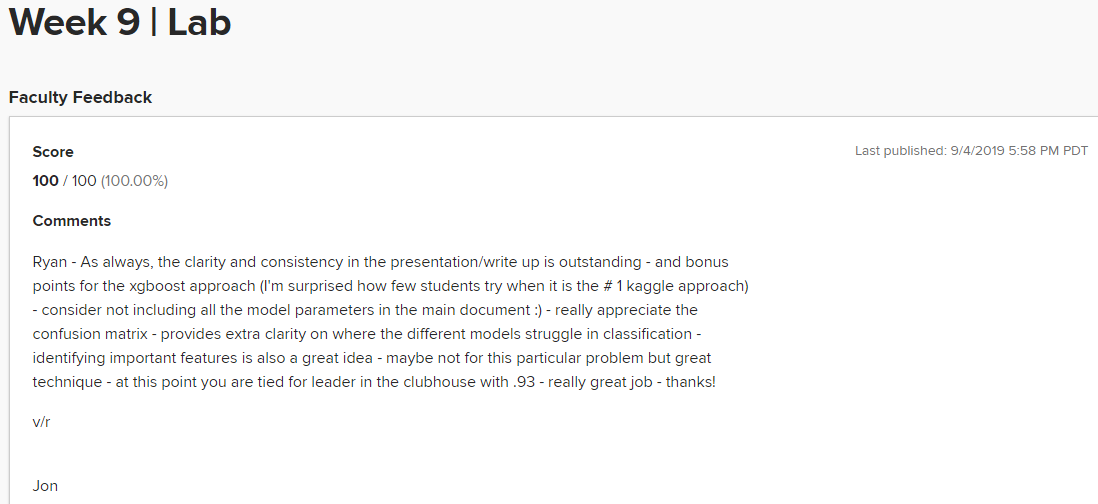 Week 9 | Lab
Faculty Feedback
Score
Last published: 9/4/2019 5:58 PM PDT
100 / 100 (100.00%)
Comments
Ryan - As always, the clarity and consistency in the presentation/write up is outstanding - and bonus
points for the xgboost approach (I'm surprised how few students try when it is the # 1 kaggle approach)
- consider not including all the model parameters in the main document :) - really appreciate the
confusion matrix - provides extra clarity on where the different models struggle in classification -
identifying important features is also a great idea - maybe not for this particular problem but great
technique - at this point you are tied for leader in the clubhouse with .93 - really great job - thanks!
v/r
Jon